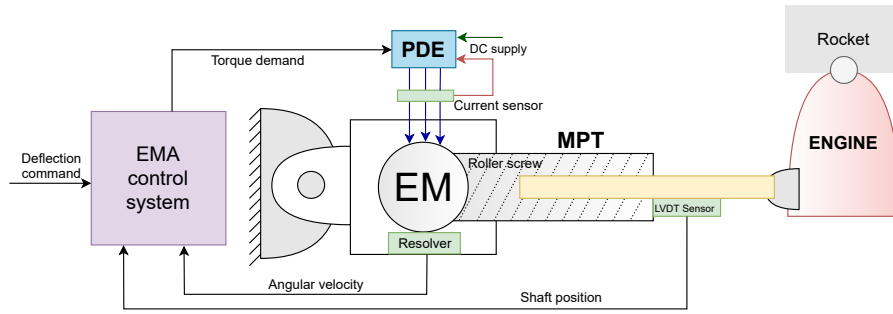 Rocket
PDE
DC supply
Torque demand
Current sensor
MPT
ENGINE
Deflection
command
EMA
control
system
Roller screw
EM
LVDT Sensor
Resolver
Angular velocity
Shaft position